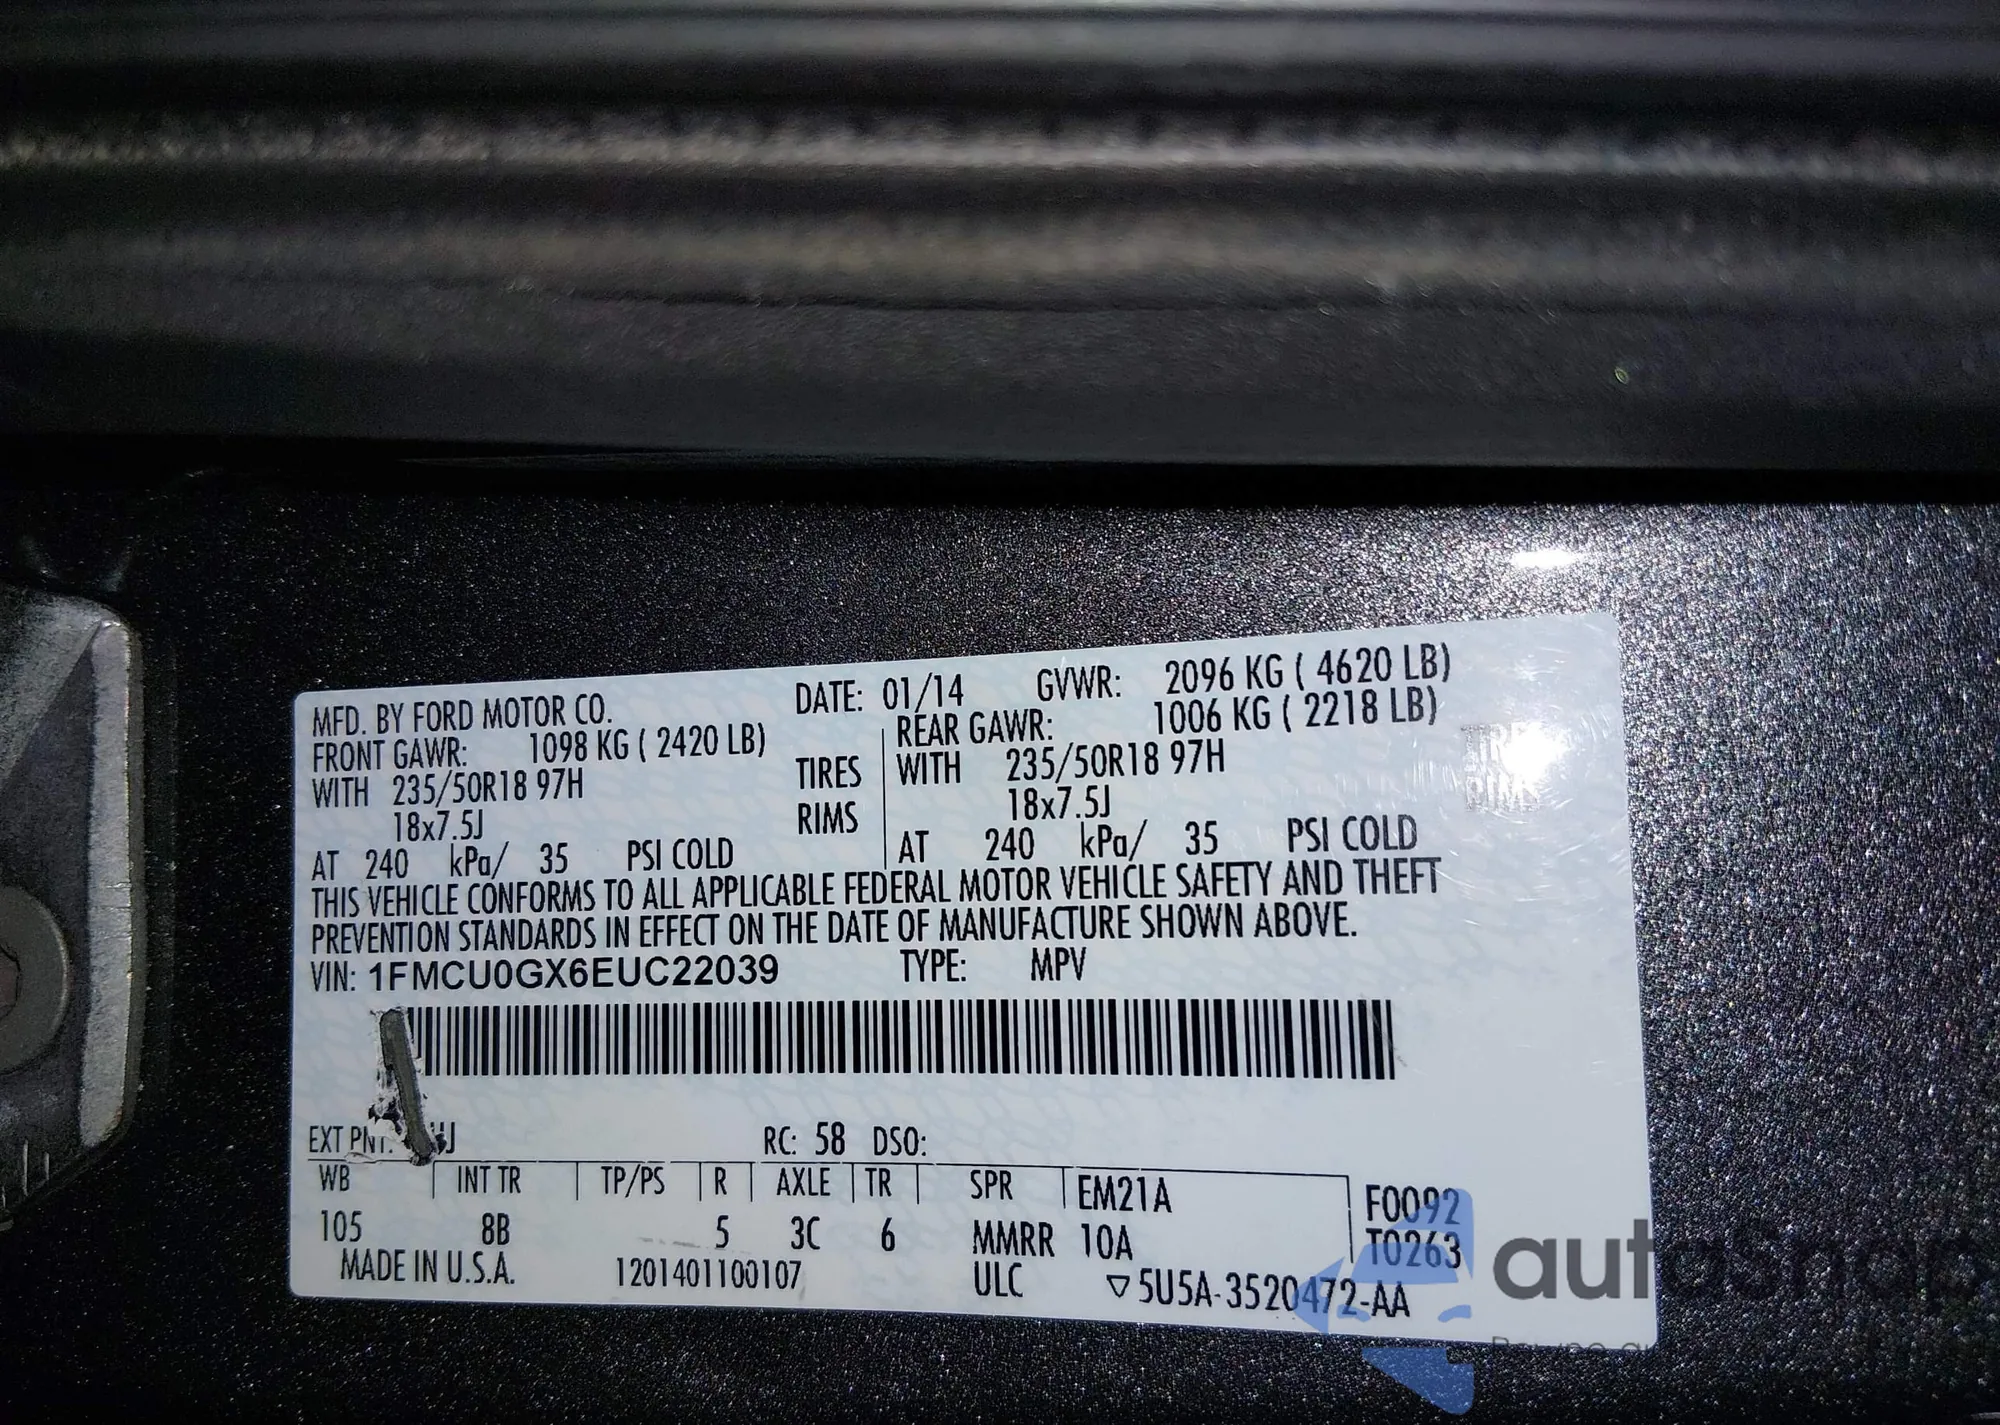 MFD. BY FORD MOTOR CO. DATE: 01/14 GVWR: 2096 KG ( 4620 LB)
FRONT GAWR: 1098 KG ( 2420 LB) REAR GAWR: 1006 KG ( 2218 LB)
WITH 235/50R18 97H TIRES WITH 235/50R18 97H
18x7.5J RIMS 18x7.5J
AT 240 kPa/ 35 PSI COLD AT 240 kPa/ 35 PSI COLD
THIS VEHICLE CONFORMS TO ALL APPLICABLE FEDERAL MOTOR VEHICLE SAFETY AND THEFT
PREVENTION STANDARDS IN EFFECT ON THE DATE OF MANUFACTURE SHOWN ABOVE.
VIN: 1FMCU0GX6EUC22039 TYPE: MPV
EXT PNT: RC: 58 DSO:
WB INT TR TP/PS R AXLE TR SPR EM21A F0092
105 8B 5 3C 6 MMRR 10A T0263
MADE IN U.S.A. 1201401100107 ULC ▽5U5A-3520472-AA
autasnap